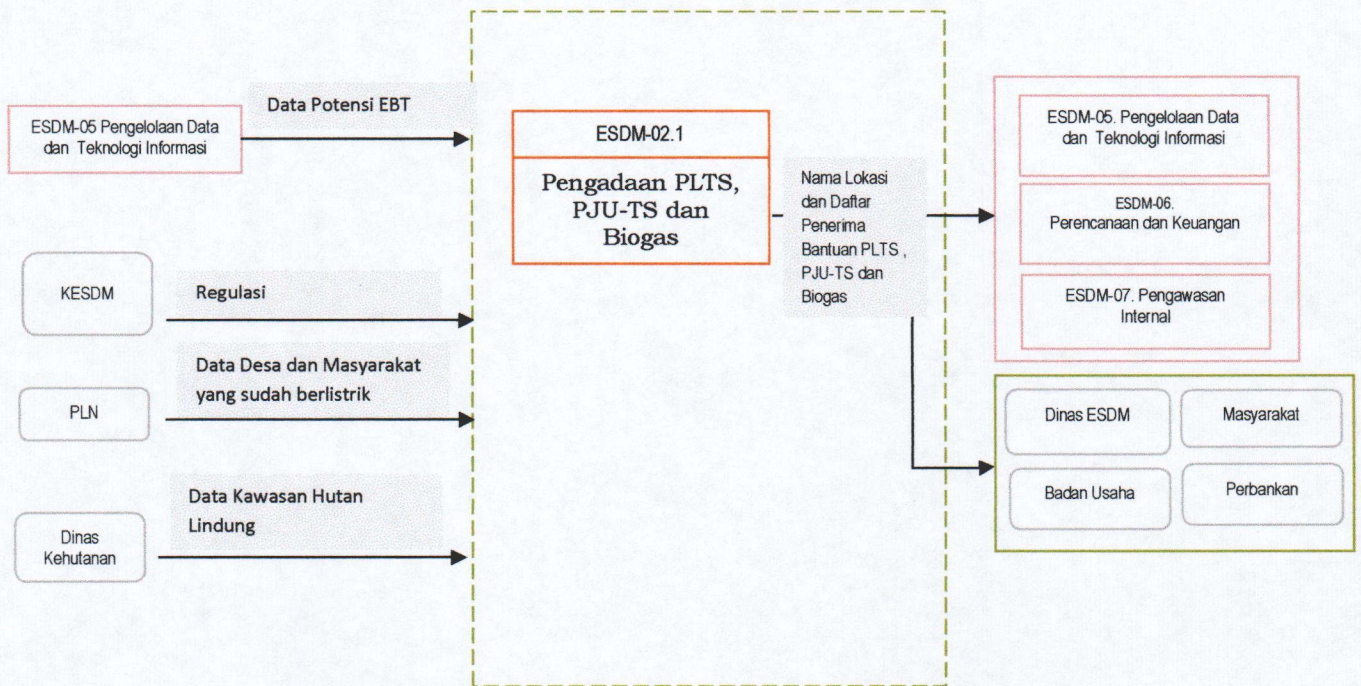 Data Potensi EBT
ESDM-05 Pengelolaan Data
dan Teknologi Informasi
KESDM
Regulasi
Data Desa dan Masyarakat
yang sudah berlistrik
PLN
Data Kawasan Hutan
Lindung
Dinas
Kehutanan
ESDM-02.1
Pengadaan PLTS,
PJU-TS dan
Biogas
Nama Lokasi
dan Daftar
Penerima
Bantuan PLTS ,
PJU-TS dan
Biogas
ESDM-05. Pengelolaan Data
dan Teknologi Informasi
ESDM-06.
Perencanaan dan Keuangan
ESDM-07. Pengawasan
Internal
Dinas ESDM
Masyarakat
Badan Usaha
Perbankan